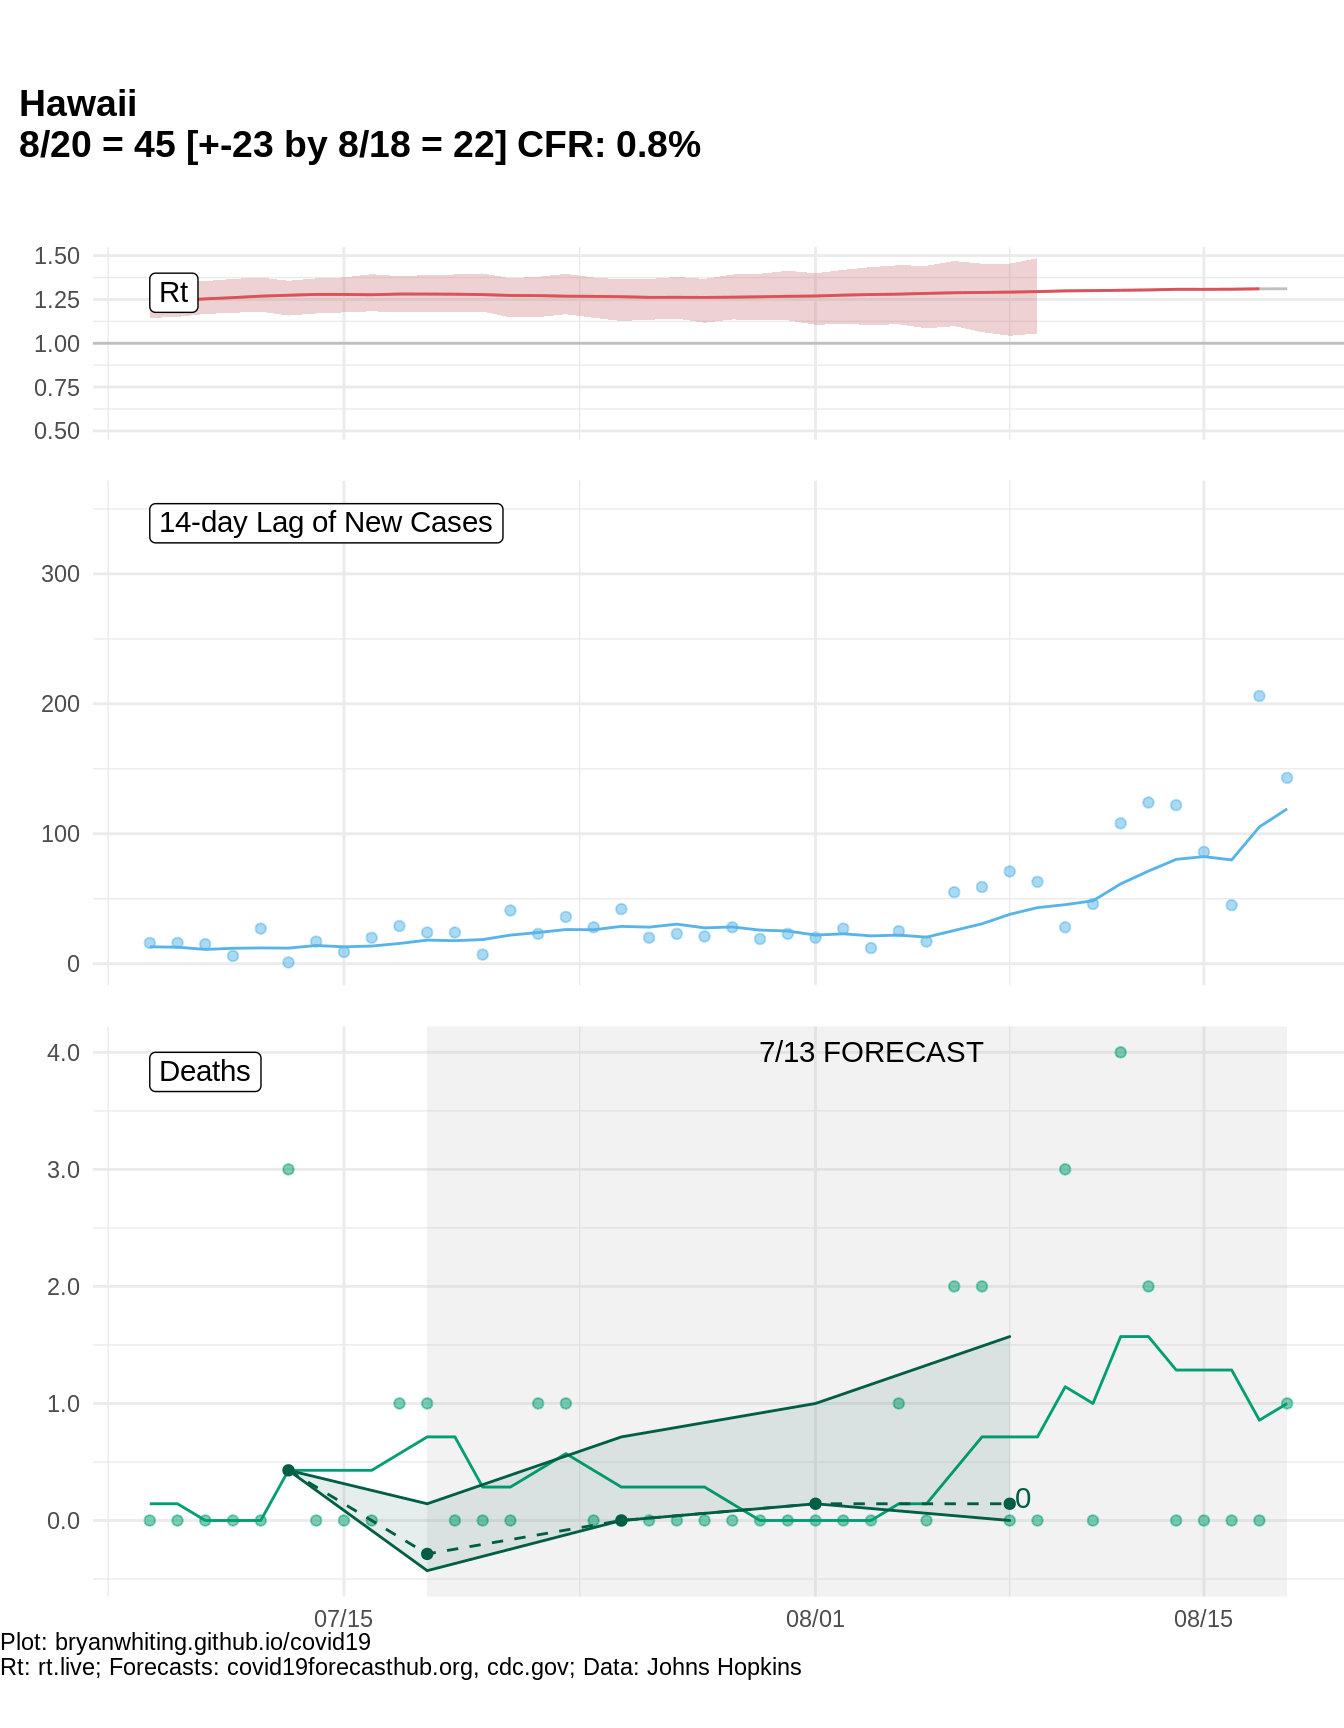 Hawaii
8/20 = 45 [+-23 by 8/18 = 22] CFR: 0.8%
1.50
Rt
1.25
1.00
0.75
0.50
14-day Lag of New Cases
300
200
100
0
7/13 FORECAST
4.0
Deaths
3.0
2.0
1.0
0
0.0
07/15 08/01 08/15
Plot: bryanwhiting.github.io/covid19
Rt: rt.live; Forecasts: covid19forecasthub.org, cdc.gov; Data: Johns Hopkins